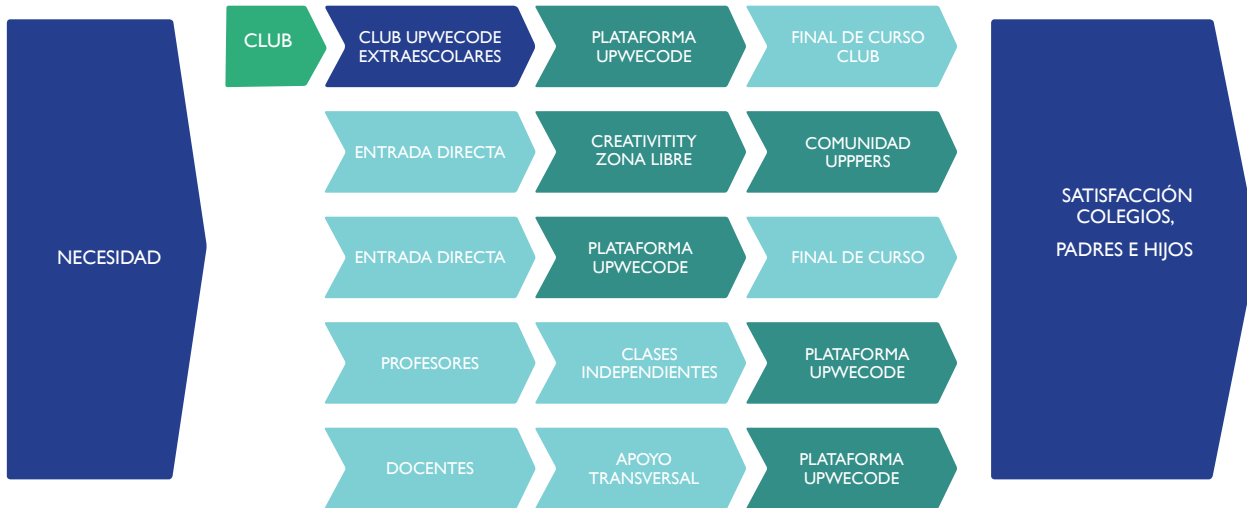 NECESIDAD
CLUB
CLUB UPWECODE
EXTRAESCOLARES
PLATAFORMA
UPWECODE
FINAL DE CURSO
CLUB
ENTRADA DIRECTA
CREATIVITITY
ZONA LIBRE
COMUNIDAD
UPPPERS
ENTRADA DIRECTA
PLATAFORMA
UPWECODE
FINAL DE CURSO
PROFESORES
CLASES
INDEPENDIENTES
PLATAFORMA
UPWECODE
DOCENTES
APOYO
TRANSVERSAL
PLATAFORMA
UPWECODE
SATISFACCIÓN
COLEGIOS,
PADRES E HIJOS